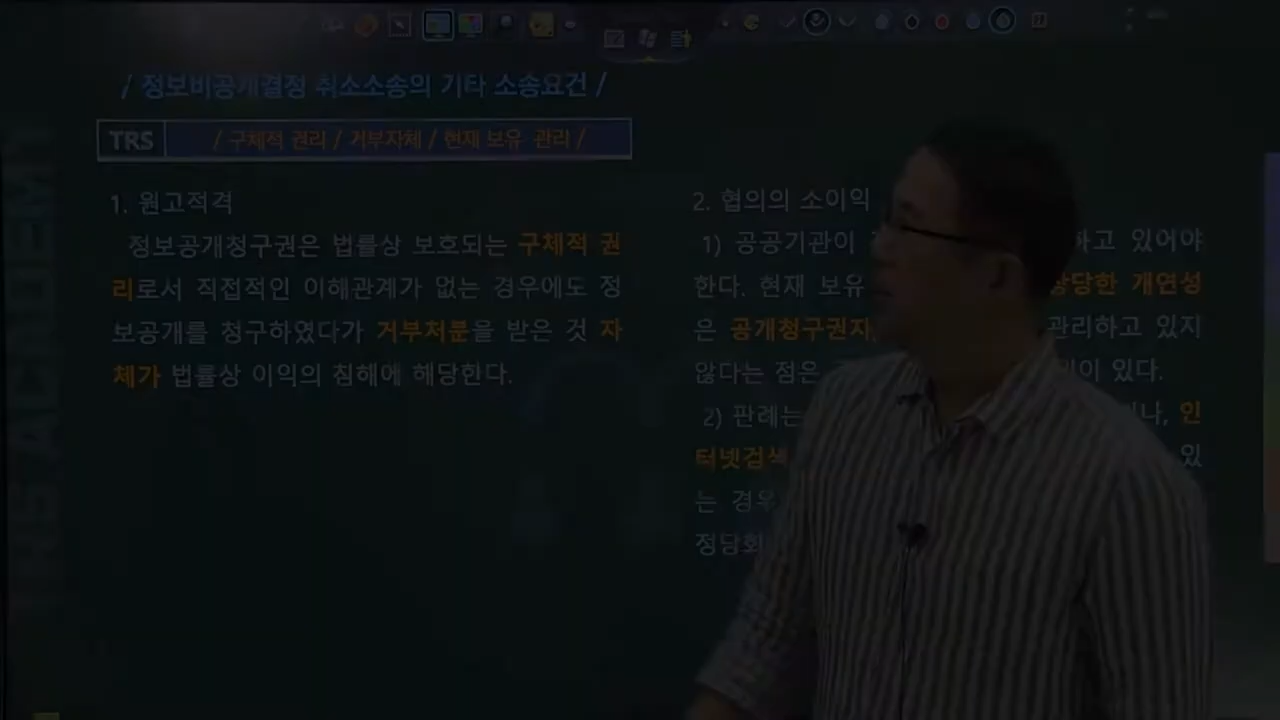 / 정보비공개결정 취소소송의 기타 소송요건 /
TRS / 구체적 권리 / 거부자체 / 현재 보유 관리 /
1. 원고적격
정보공개청구권은 법률상 보호되는 구체적 권
리로서 직접적인 이해관계가 없는 경우에도 정
보공개를 청구하였다가 거부처분을 받은 것 자
체가 법률상 이익의 침해에 해당한다.
2. 협의의 소이익
1) 공공기관이 하고 있어야
한다. 현재 보유 상당한 개연성
은 공개청구권자 관리하고 있지
않다는 점은 있다.
2) 판례는 인
터넷검색 있
는 경우